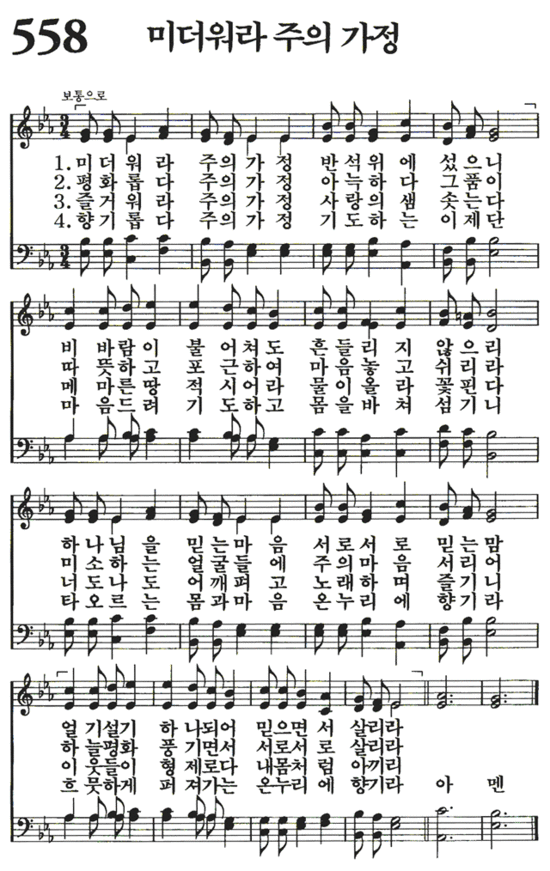 558 미더워라 주의 가정
보통으로
1. 미 더 워 라 주의 가 정 반 석 위 에 섰 으 니
2. 평 화 롭 다 주의 가 정 아 늑 하 다 그 품 이
3. 즐 거 워 라 주의 가 정 사 랑 의 샘 솟 는 다
4. 향 기 롭 다 주의 가 정 기 도 하 는 이 제 단
비 바 람 이 불 어 쳐 도 흔 들 리 지 않 으 리
따 뜻 하 고 포 근 하 여 마 음 놓 고 쉬 리 라
메 마 른 땅 적 시 어 라 물 이 올 라 꽃 핀 다
마 음 드 려 기 도 하 고 몸 을 바 쳐 섬 기 니
하 나 님 을 믿 는 마 음 서 로 서 로 믿 는 맘
미 소 하 는 얼 굴 들 에 주 의 마 음 서 리 어
너 도 나 도 어 깨 펴 고 노 래 하 며 즐 기 니
타 오 르 는 몸 과 마 음 온 누 리 에 향 기 라
얼 기 설 기 하 나 되 어 믿 으 면 서 살 리 라
하 늘 평 화 풍 기 면 서 서 로 서 로 살 리 라
이 웃 들 이 형 제 로 다 내 몸 처 럼 아 끼 리
흐 뭇 하 게 퍼 져 가 는 온 누 리 에 향 기 라 아 멘